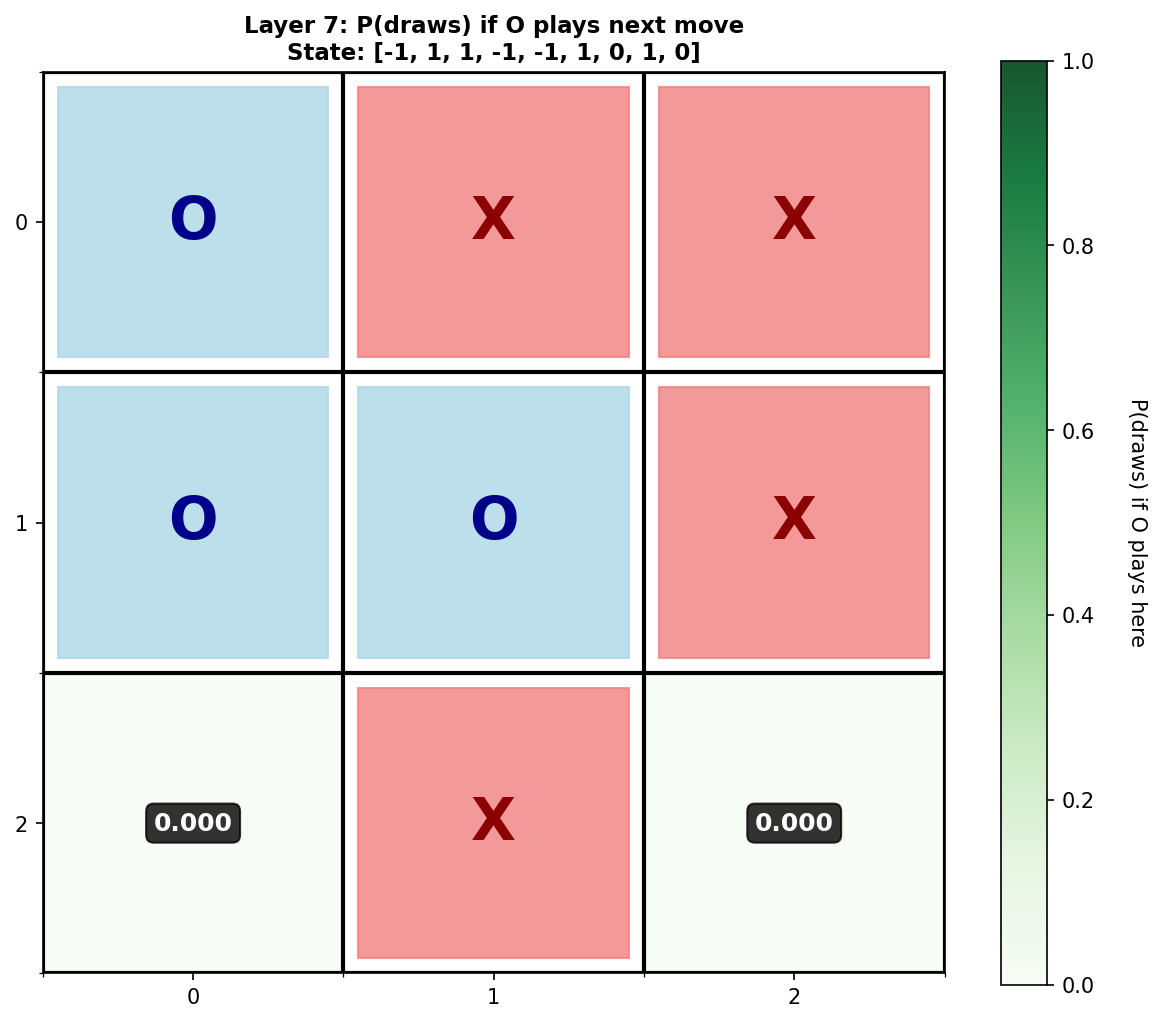 Layer 7: P(draws) if O plays next move
State: [-1, 1, 1, -1, -1, 1, 0, 1, 0]
O X X
O O X
0.000 X 0.000
0
1
2
0 1 2
1.0
0.8
0.6
0.4
0.2
0.0
P(draws) if O plays here